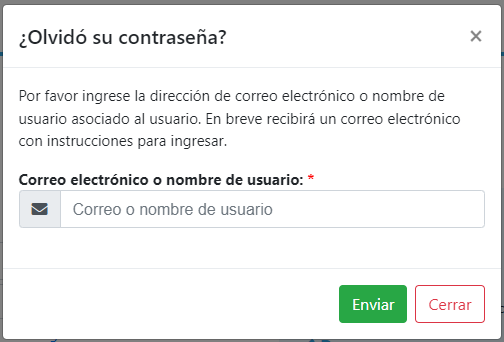 ¿Olvidó su contraseña?
×
Por favor ingrese la dirección de correo electrónico o nombre de
usuario asociado al usuario. En breve recibirá un correo electrónico
con instrucciones para ingresar.
Correo electrónico o nombre de usuario: *
Correo o nombre de usuario
Enviar
Cerrar